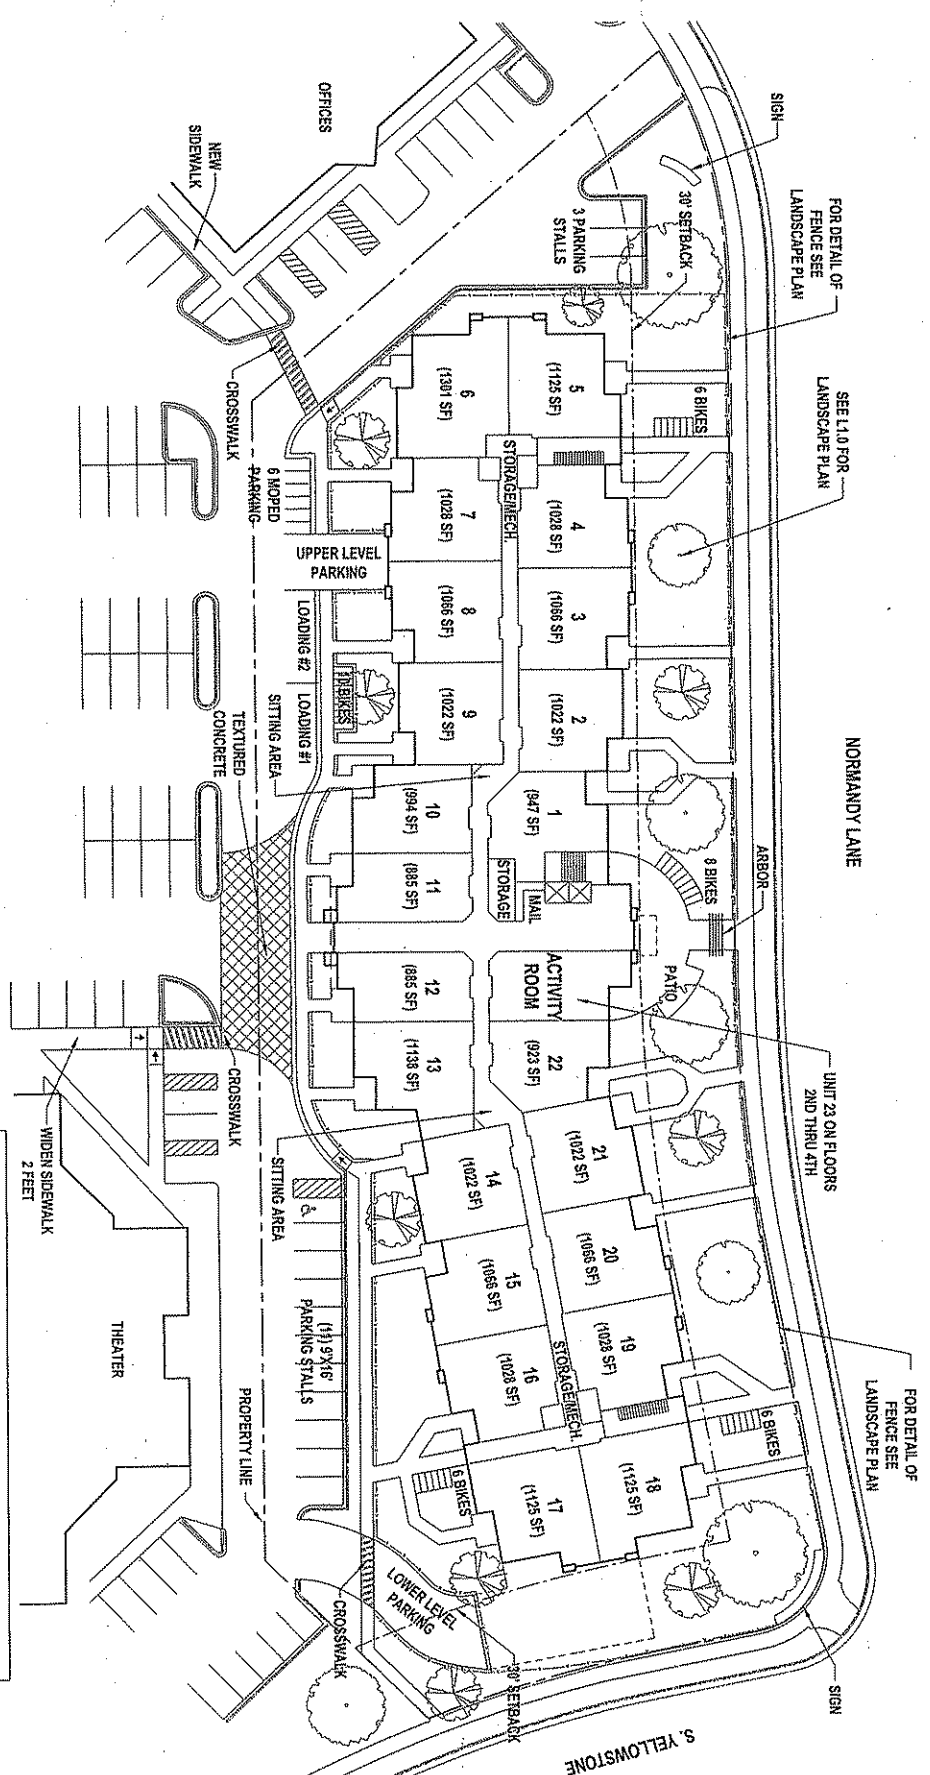 SIGN
FOR DETAIL OF
FENCE SEE
LANDSCAPE PLAN
SEE L1.0 FOR
LANDSCAPE PLAN
NORMANDY LANE
ARBOR
UNIT 23 ON FLOORS
2ND THRU 4TH
FOR DETAIL OF
FENCE SEE
LANDSCAPE PLAN
SIGN
S. YELLOWSTONE
OFFICES
NEW
SIDEWALK
3 PARKING
STALLS
30' SETBACK
6 BIKES
8 BIKES
PATIO
6 BIKES
5
(1125 SF)
4
(1028 SF)
3
(1066 SF)
2
(1022 SF)
1
(947 SF)
ACTIVITY
ROOM
22
(923 SF)
21
(1022 SF)
20
(1066 SF)
19
(1028 SF)
18
(1125 SF)
STORAGE/MECH.
STORAGE
MAIL
STORAGE/MECH.
6
(1301 SF)
7
(1028 SF)
8
(1066 SF)
9
(1022 SF)
10
(994 SF)
11
(885 SF)
12
(885 SF)
13
(1138 SF)
14
(1022 SF)
15
(1066 SF)
16
(1028 SF)
17
(1125 SF)
6 BIKES
CROSSWALK
6 MOPED
PARKING
UPPER LEVEL
PARKING
LOADING #2
LOADING #1
BIKES
SITTING AREA
TEXTURED
CONCRETE
CROSSWALK
WIDEN SIDEWALK
2 FEET
SITTING AREA
9'X16'
PARKING STALLS
THEATER
PROPERTY LINE
LOWER LEVEL
PARKING
CROSSWALK
30' SETBACK